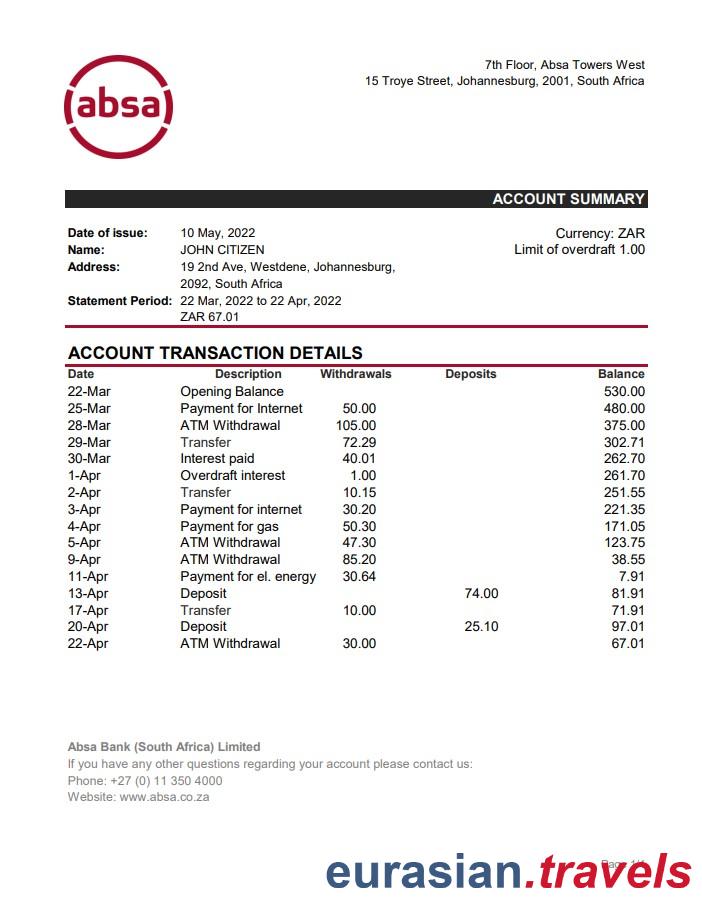 absa
7th Floor, Absa Towers West
15 Troye Street, Johannesburg, 2001, South Africa
ACCOUNT SUMMARY
Date of issue: 10 May, 2022 Currency: ZAR
Name: JOHN CITIZEN Limit of overdraft 1.00
Address: 19 2nd Ave, Westdene, Johannesburg,
2092, South Africa
Statement Period: 22 Mar, 2022 to 22 Apr, 2022
ZAR 67.01
ACCOUNT TRANSACTION DETAILS
Date Description Withdrawals Deposits Balance
22-Mar Opening Balance 530.00
25-Mar Payment for Internet 50.00 480.00
28-Mar ATM Withdrawal 105.00 375.00
29-Mar Transfer 72.29 302.71
30-Mar Interest paid 40.01 262.70
1-Apr Overdraft interest 1.00 261.70
2-Apr Transfer 10.15 251.55
3-Apr Payment for internet 30.20 221.35
4-Apr Payment for gas 50.30 171.05
5-Apr ATM Withdrawal 47.30 123.75
9-Apr ATM Withdrawal 85.20 38.55
11-Apr Payment for el. energy 30.64 7.91
13-Apr Deposit 74.00 81.91
17-Apr Transfer 10.00 71.91
20-Apr Deposit 25.10 97.01
22-Apr ATM Withdrawal 30.00 67.01
Absa Bank (South Africa) Limited
If you have any other questions regarding your account please contact us:
Phone: +27 (0) 11 350 4000
Website: www.absa.co.za
eurasian.travels